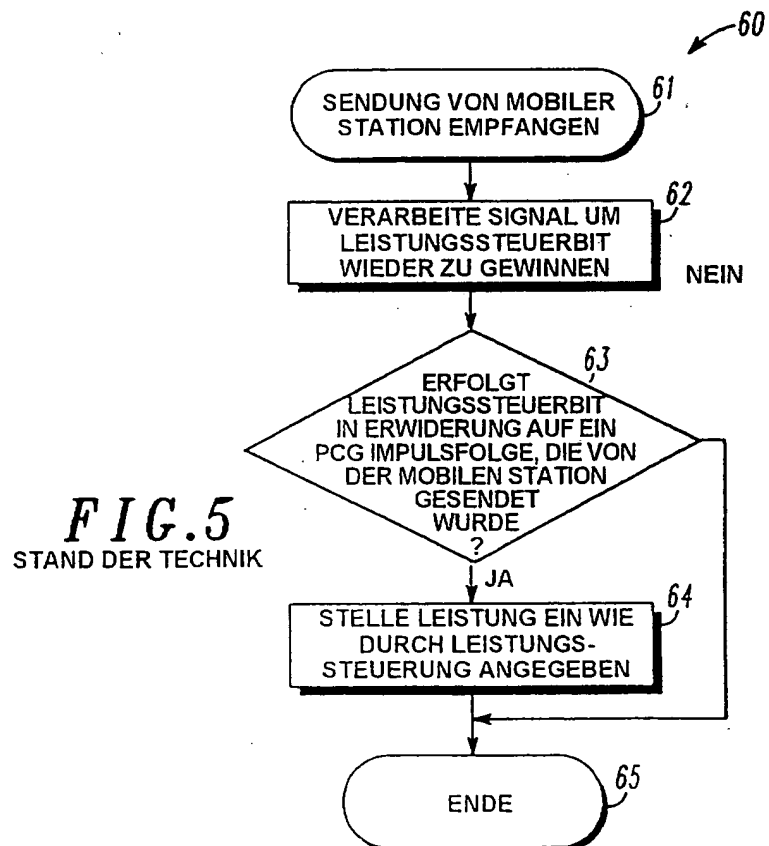 60
SENDUNG VON MOBILER
STATION EMPFANGEN
61
VERARBEITE SIGNAL UM
LEISTUNGSSTEUERBIT
WIEDER ZU GEWINNEN
62
NEIN
63
ERFOLGT
LEISTUNGSSTEUERBIT
IN ERWIDERUNG AUF EIN
PCG IMPULSFOLGE, DIE VON
DER MOBILEN STATION
GESENDET
WURDE
?
FIG.5
STAND DER TECHNIK
JA
64
STELLE LEISTUNG EIN WIE
DURCH LEISTUNGS-
STEUERUNG ANGEGEBEN
ENDE
65